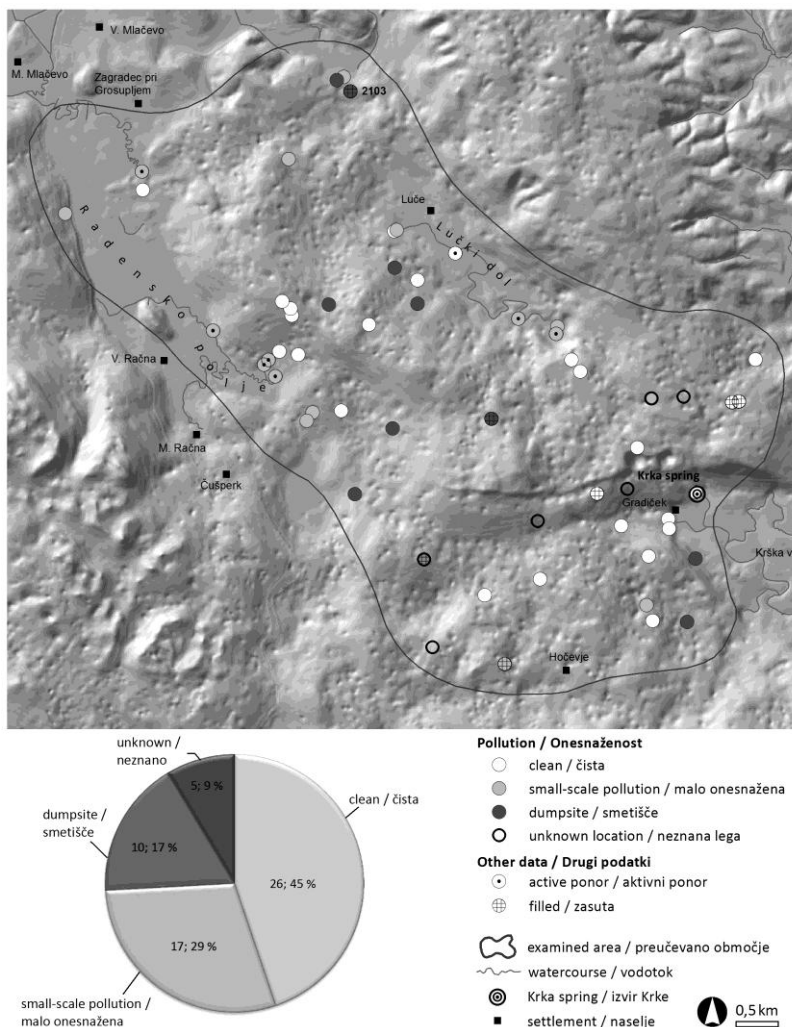 V. Mlačevo
M. Mlačevo
Zagradec pri
Grosupljem
2103
Luče
Lučki dol
Radensko polje
V. Račna
M. Račna
Čušperk
Krka spring
Gradiček
Krška v
Hočevje
unknown /
neznano
5; 9 %
dumpsite /
smetišče
10; 17 %
clean / čista
26; 45 %
17; 29 %
small-scale pollution /
malo onesnažena
Pollution / Onesnaženost
clean / čista
small-scale pollution / malo onesnažena
dumpsite / smetišče
unknown location / neznana lega
Other data / Drugi podatki
active ponor / aktivni ponor
filled / zasuta
examined area / preučevano območje
watercourse / vodotok
Krka spring / izvir Krke
settlement / naselje
0,5 km